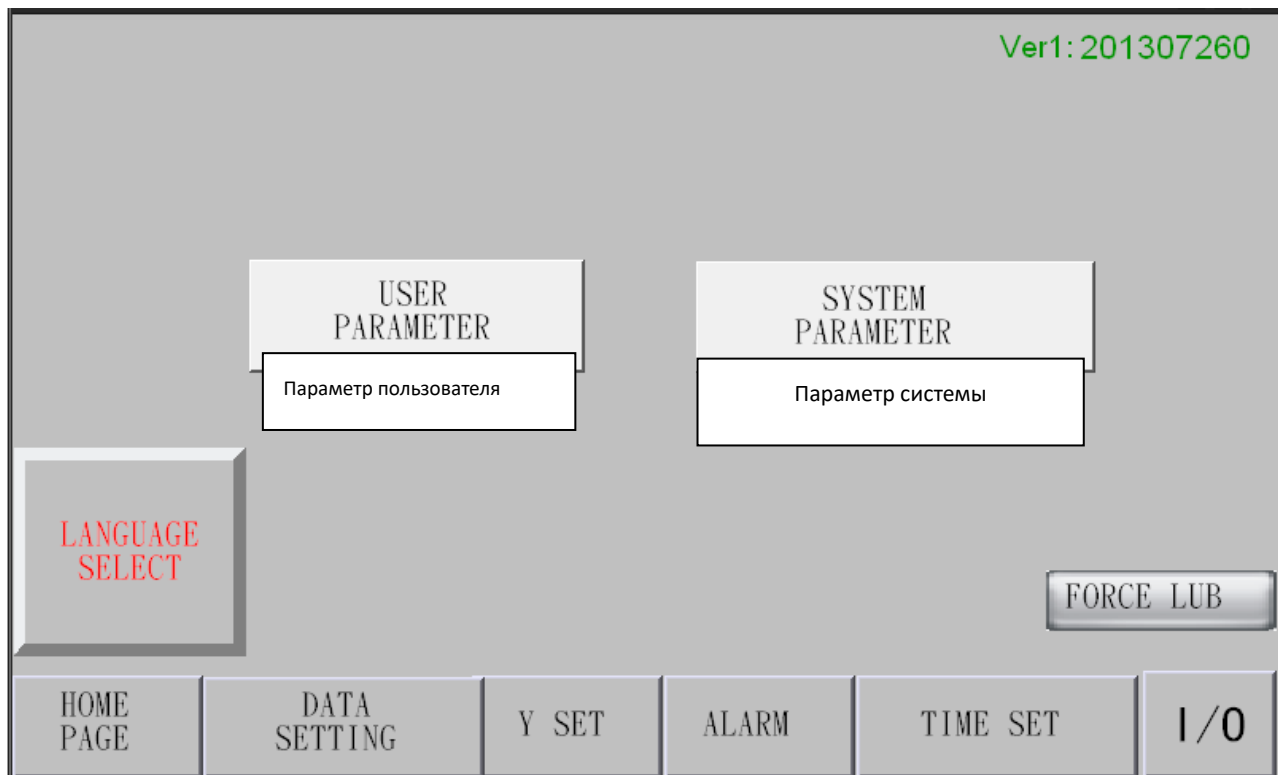 Ver1: 201307260
USER
PARAMETER
SYSTEM
PARAMETER
Параметр пользователя
Параметр системы
LANGUAGE
SELECT
FORCE LUB
HOME
PAGE
DATA
SETTING
Y SET
ALARM
TIME SET
I/O